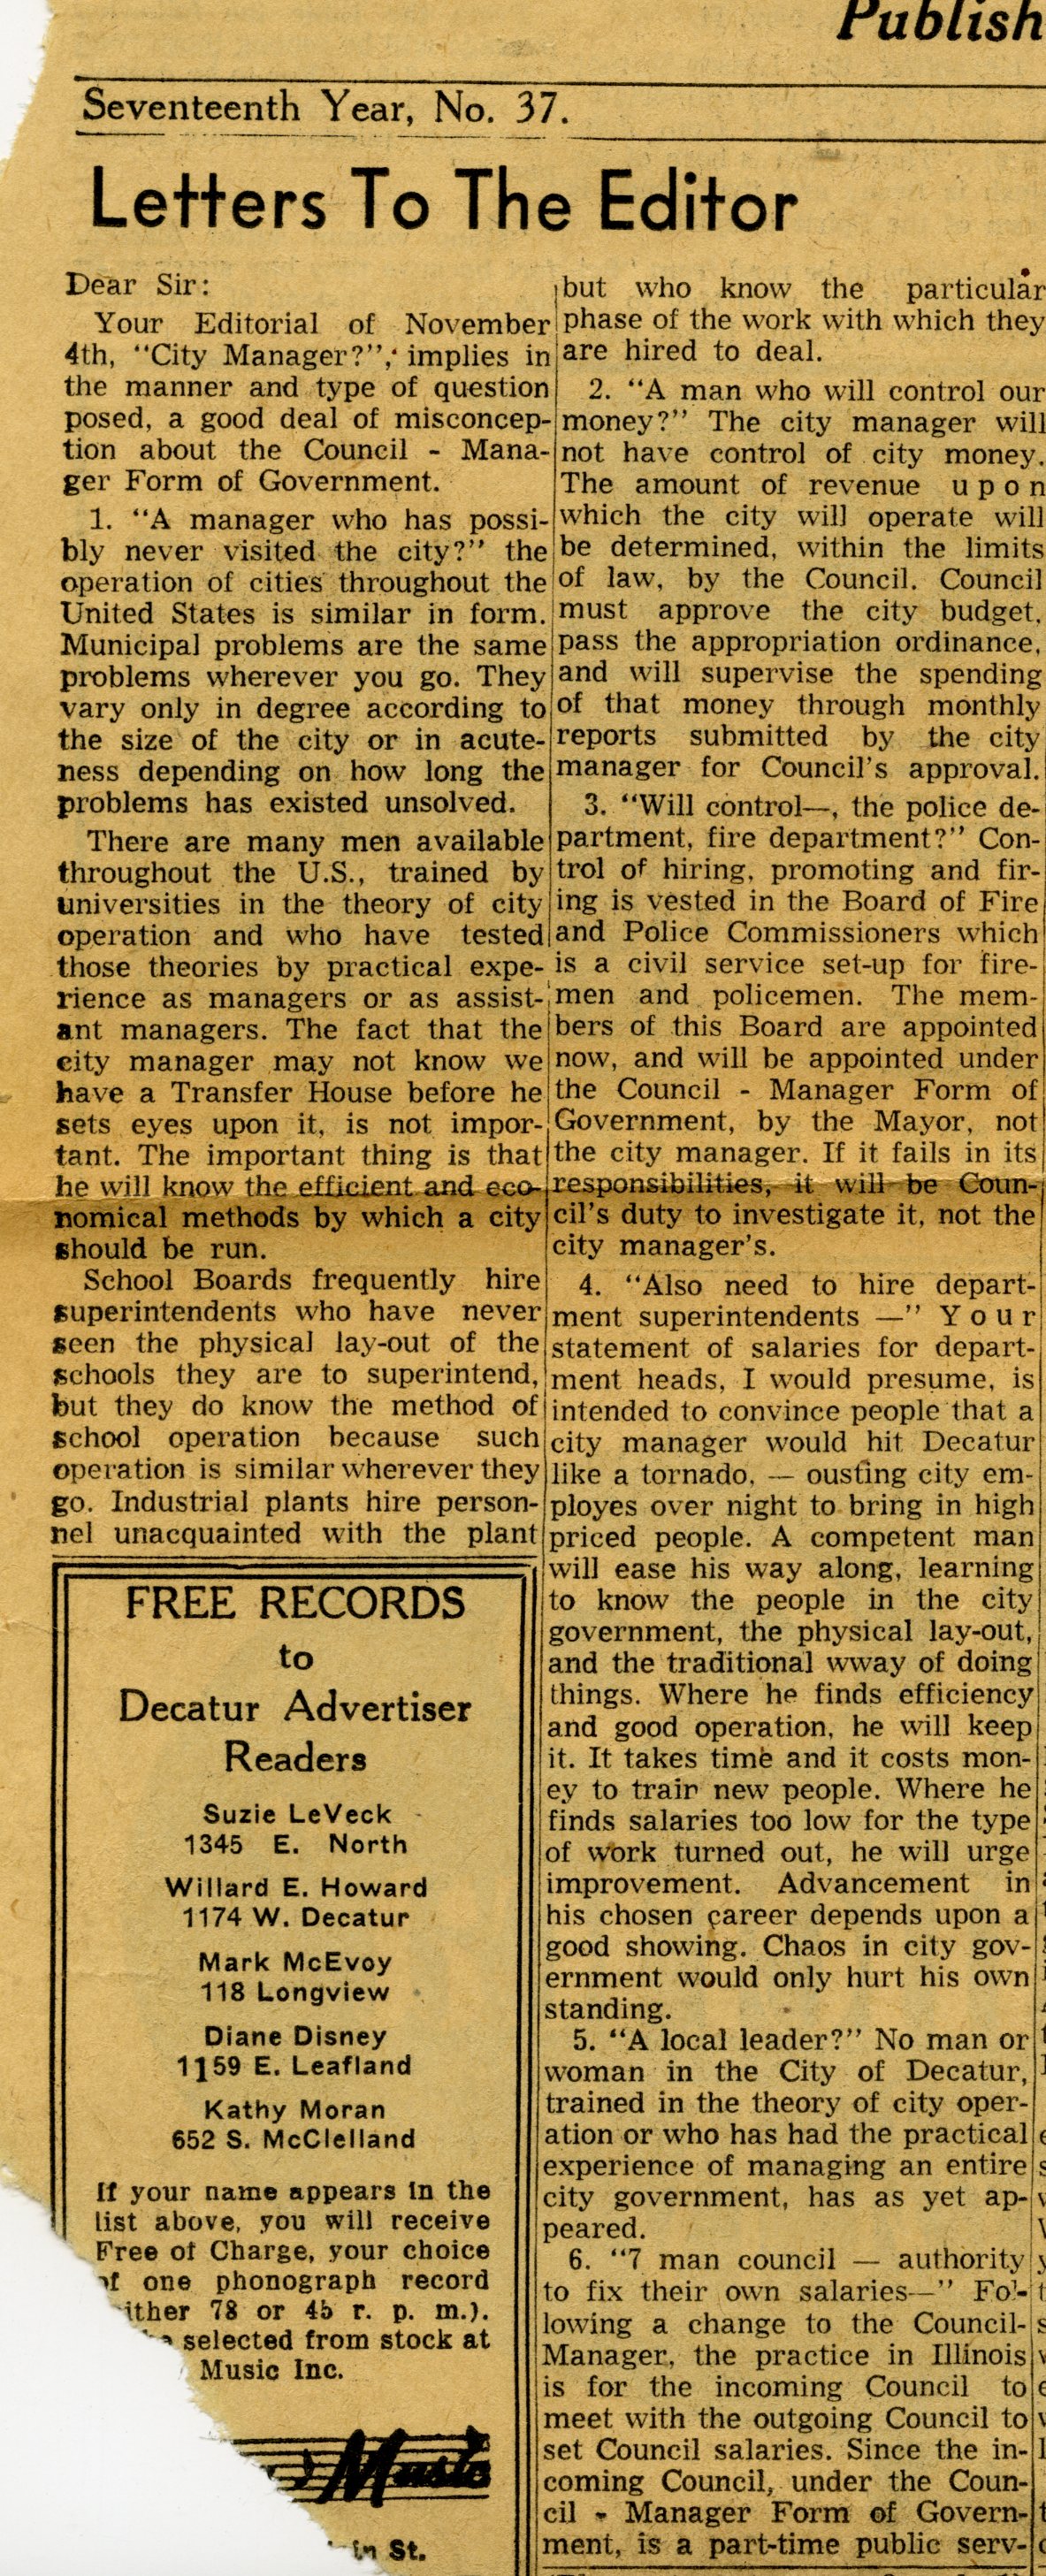 Publish
Seventeenth Year, No. 37.
Letters To The Editor
Dear Sir:
Your Editorial of November
4th, "City Manager?", implies in
the manner and type of question
posed, a good deal of misconcep-
tion about the Council - Mana-
ger Form of Government.
1. "A manager who has possi-
bly never visited the city?" the
operation of cities throughout the
United States is similar in form.
Municipal problems are the same
problems wherever you go. They
vary only in degree according to
the size of the city or in acute-
ness depending on how long the
problems has existed unsolved.
There are many men available
throughout the U.S., trained by
universities in the theory of city
operation and who have tested
those theories by practical expe-
rience as managers or as assist-
ant managers. The fact that the
city manager may not know we
have a Transfer House before he
sets eyes upon it, is not impor-
tant. The important thing is that
he will know the efficient and eco-
nomical methods by which a city
should be run.
School Boards frequently hire
superintendents who have never
seen the physical lay-out of the
schools they are to superintend,
but they do know the method of
school operation because such
operation is similar wherever they
go. Industrial plants hire person-
nel unacquainted with the plant
but who know the particular
phase of the work with which they
are hired to deal.
2. "A man who will control our
money?" The city manager will
not have control of city money.
The amount of revenue upon
which the city will operate will
be determined, within the limits
of law, by the Council. Council
must approve the city budget,
pass the appropriation ordinance,
and will supervise the spending
of that money through monthly
reports submitted by the city
manager for Council's approval.
3. "Will control—, the police de-
partment, fire department?" Con-
trol of hiring, promoting and fir-
ing is vested in the Board of Fire
and Police Commissioners which
is a civil service set-up for fire-
men and policemen. The mem-
bers of this Board are appointed
now, and will be appointed under
the Council - Manager Form of
Government, by the Mayor, not
the city manager. If it fails in its
responsibilities, it will be Coun-
cil's duty to investigate it, not the
city manager's.
4. "Also need to hire depart-
ment superintendents —" Your
statement of salaries for depart-
ment heads, I would presume, is
intended to convince people that a
city manager would hit Decatur
like a tornado, — ousting city em-
ployes over night to bring in high
priced people. A competent man
will ease his way along, learning
to know the people in the city
government, the physical lay-out,
and the traditional wway of doing
things. Where he finds efficiency
and good operation, he will keep
it. It takes time and it costs mon-
ey to train new people. Where he
finds salaries too low for the type
of work turned out, he will urge
improvement. Advancement in
his chosen career depends upon a
good showing. Chaos in city gov-
ernment would only hurt his own
standing.
5. "A local leader?" No man or
woman in the City of Decatur,
trained in the theory of city oper-
ation or who has had the practical
experience of managing an entire
city government, has as yet ap-
peared.
6. "7 man council — authority
to fix their own salaries—" Fol-
lowing a change to the Council-
Manager, the practice in Illinois
is for the incoming Council to
meet with the outgoing Council to
set Council salaries. Since the in-
coming Council, under the Coun-
cil - Manager Form of Govern-
ment, is a part-time public serv-
FREE RECORDS
to
Decatur Advertiser
Readers
Suzie LeVeck
1345 E. North
Willard E. Howard
1174 W. Decatur
Mark McEvoy
118 Longview
Diane Disney
1159 E. Leafland
Kathy Moran
652 S. McClelland
If your name appears in the
list above, you will receive
Free of Charge, your choice
of one phonograph record
ither 78 or 45 r. p. m.).
selected from stock at
Music Inc.
Music
St.